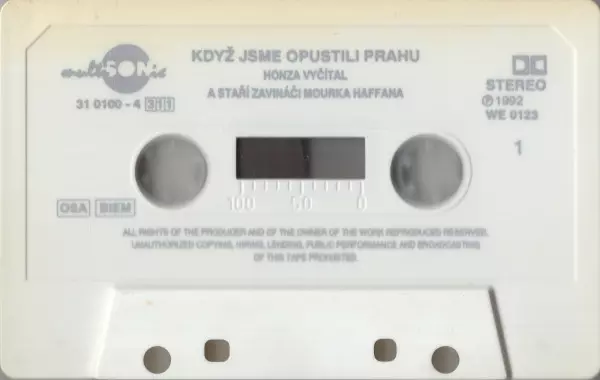 multiSONic
KDYŽ JSME OPUSTILI PRAHU
HONZA VYČÍTAL
A STAŘÍ ZAVINÁČI MOURKA HAFFANA
31 0100 - 4 311
STEREO
Ⓟ1992
WE 0123
1
100 50 0
OSA BIEM
ALL RIGHTS OF THE PRODUCER AND OF THE OWNER OF THE WORK REPRODUCED RESERVED.
UNAUTHORIZED COPYING, HIRING, LENDING, PUBLIC PERFORMANCE AND BROADCASTING
OF THIS TAPE PROHIBITED.